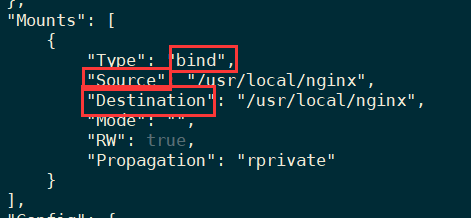 },
"Mounts": [
{
"Type": "bind",
"Source": "/usr/local/nginx",
"Destination": "/usr/local/nginx",
"Mode": "",
"RW": true,
"Propagation": "rprivate"
}
],
"Config": {